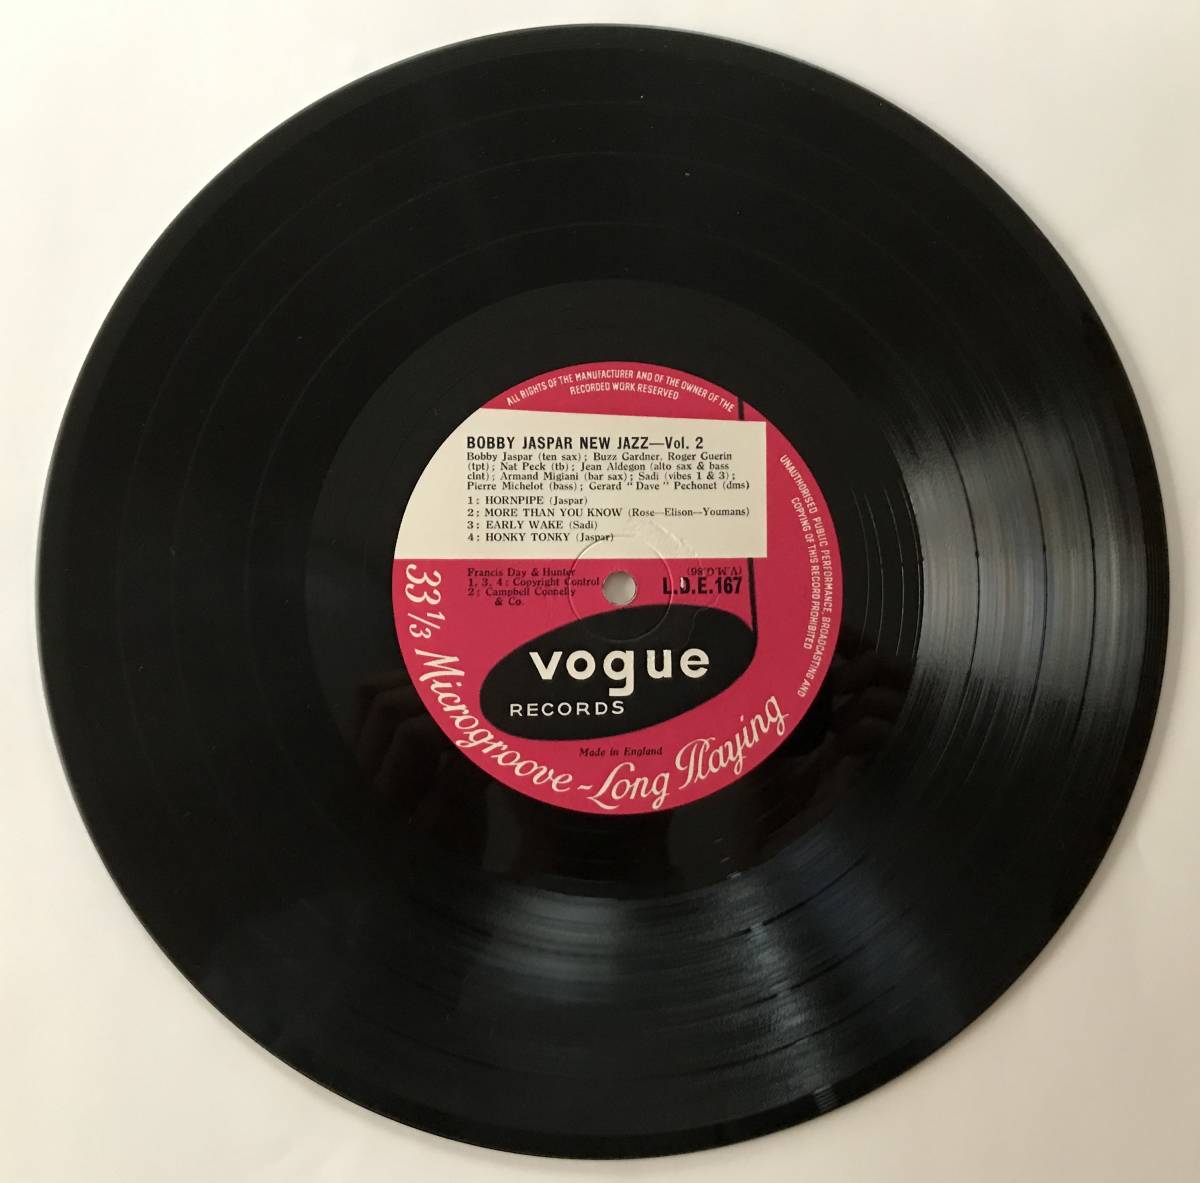 ALL RIGHTS OF THE MANUFACTURER AND OF THE OWNER OF THE
RECORDED WORK RESERVED
BOBBY JASPAR NEW JAZZ—Vol. 2
Bobby Jaspar (ten sax); Buzz Gardner, Roger Guerin
(tpt); Nat Peck (tb); Jean Aldegon (alto sax & bass
clnt); Armand Migiani (bar sax); Sadi (vibes 1 & 3);
Pierre Michelot (bass); Gerard "Dave" Pechonet (dms)
1: HORNPIPE (Jaspar)
2: MORE THAN YOU KNOW (Rose—Elison—Youmans)
3: EARLY WAKE (Sadi)
4: HONKY TONKY (Jaspar)
Francis Day & Hunter
1, 3, 4: Copyright Control
2: Campbell Connelly
& Co.
(V.M.D.86)
L.D.E.167
UNAUTHORISED PUBLIC PERFORMANCE, BROADCASTING AND
COPYING OF THIS RECORD PROHIBITED
vogue
RECORDS
Made in England
33 1/3 Microgroove - Long Playing